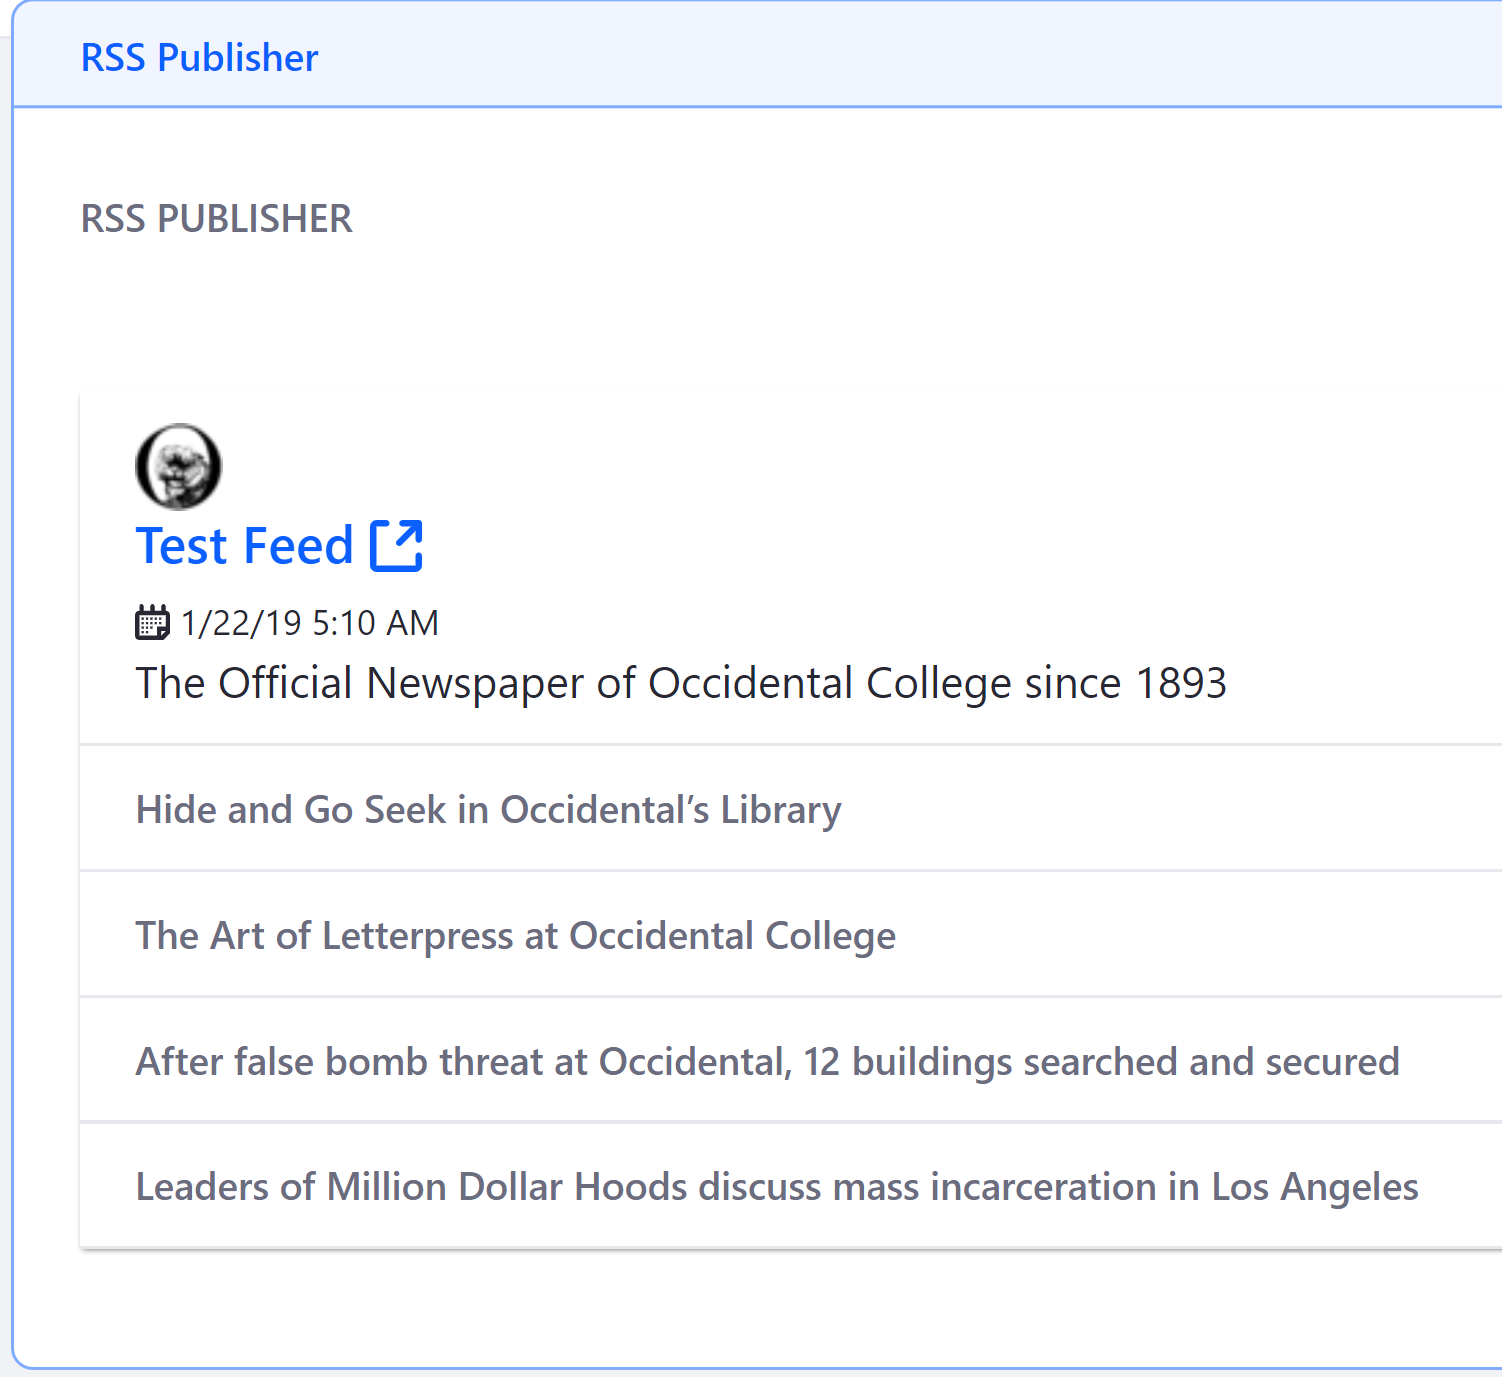 RSS Publisher
RSS PUBLISHER
Test Feed
1/22/19 5:10 AM
The Official Newspaper of Occidental College since 1893
Hide and Go Seek in Occidental’s Library
The Art of Letterpress at Occidental College
After false bomb threat at Occidental, 12 buildings searched and secured
Leaders of Million Dollar Hoods discuss mass incarceration in Los Angeles